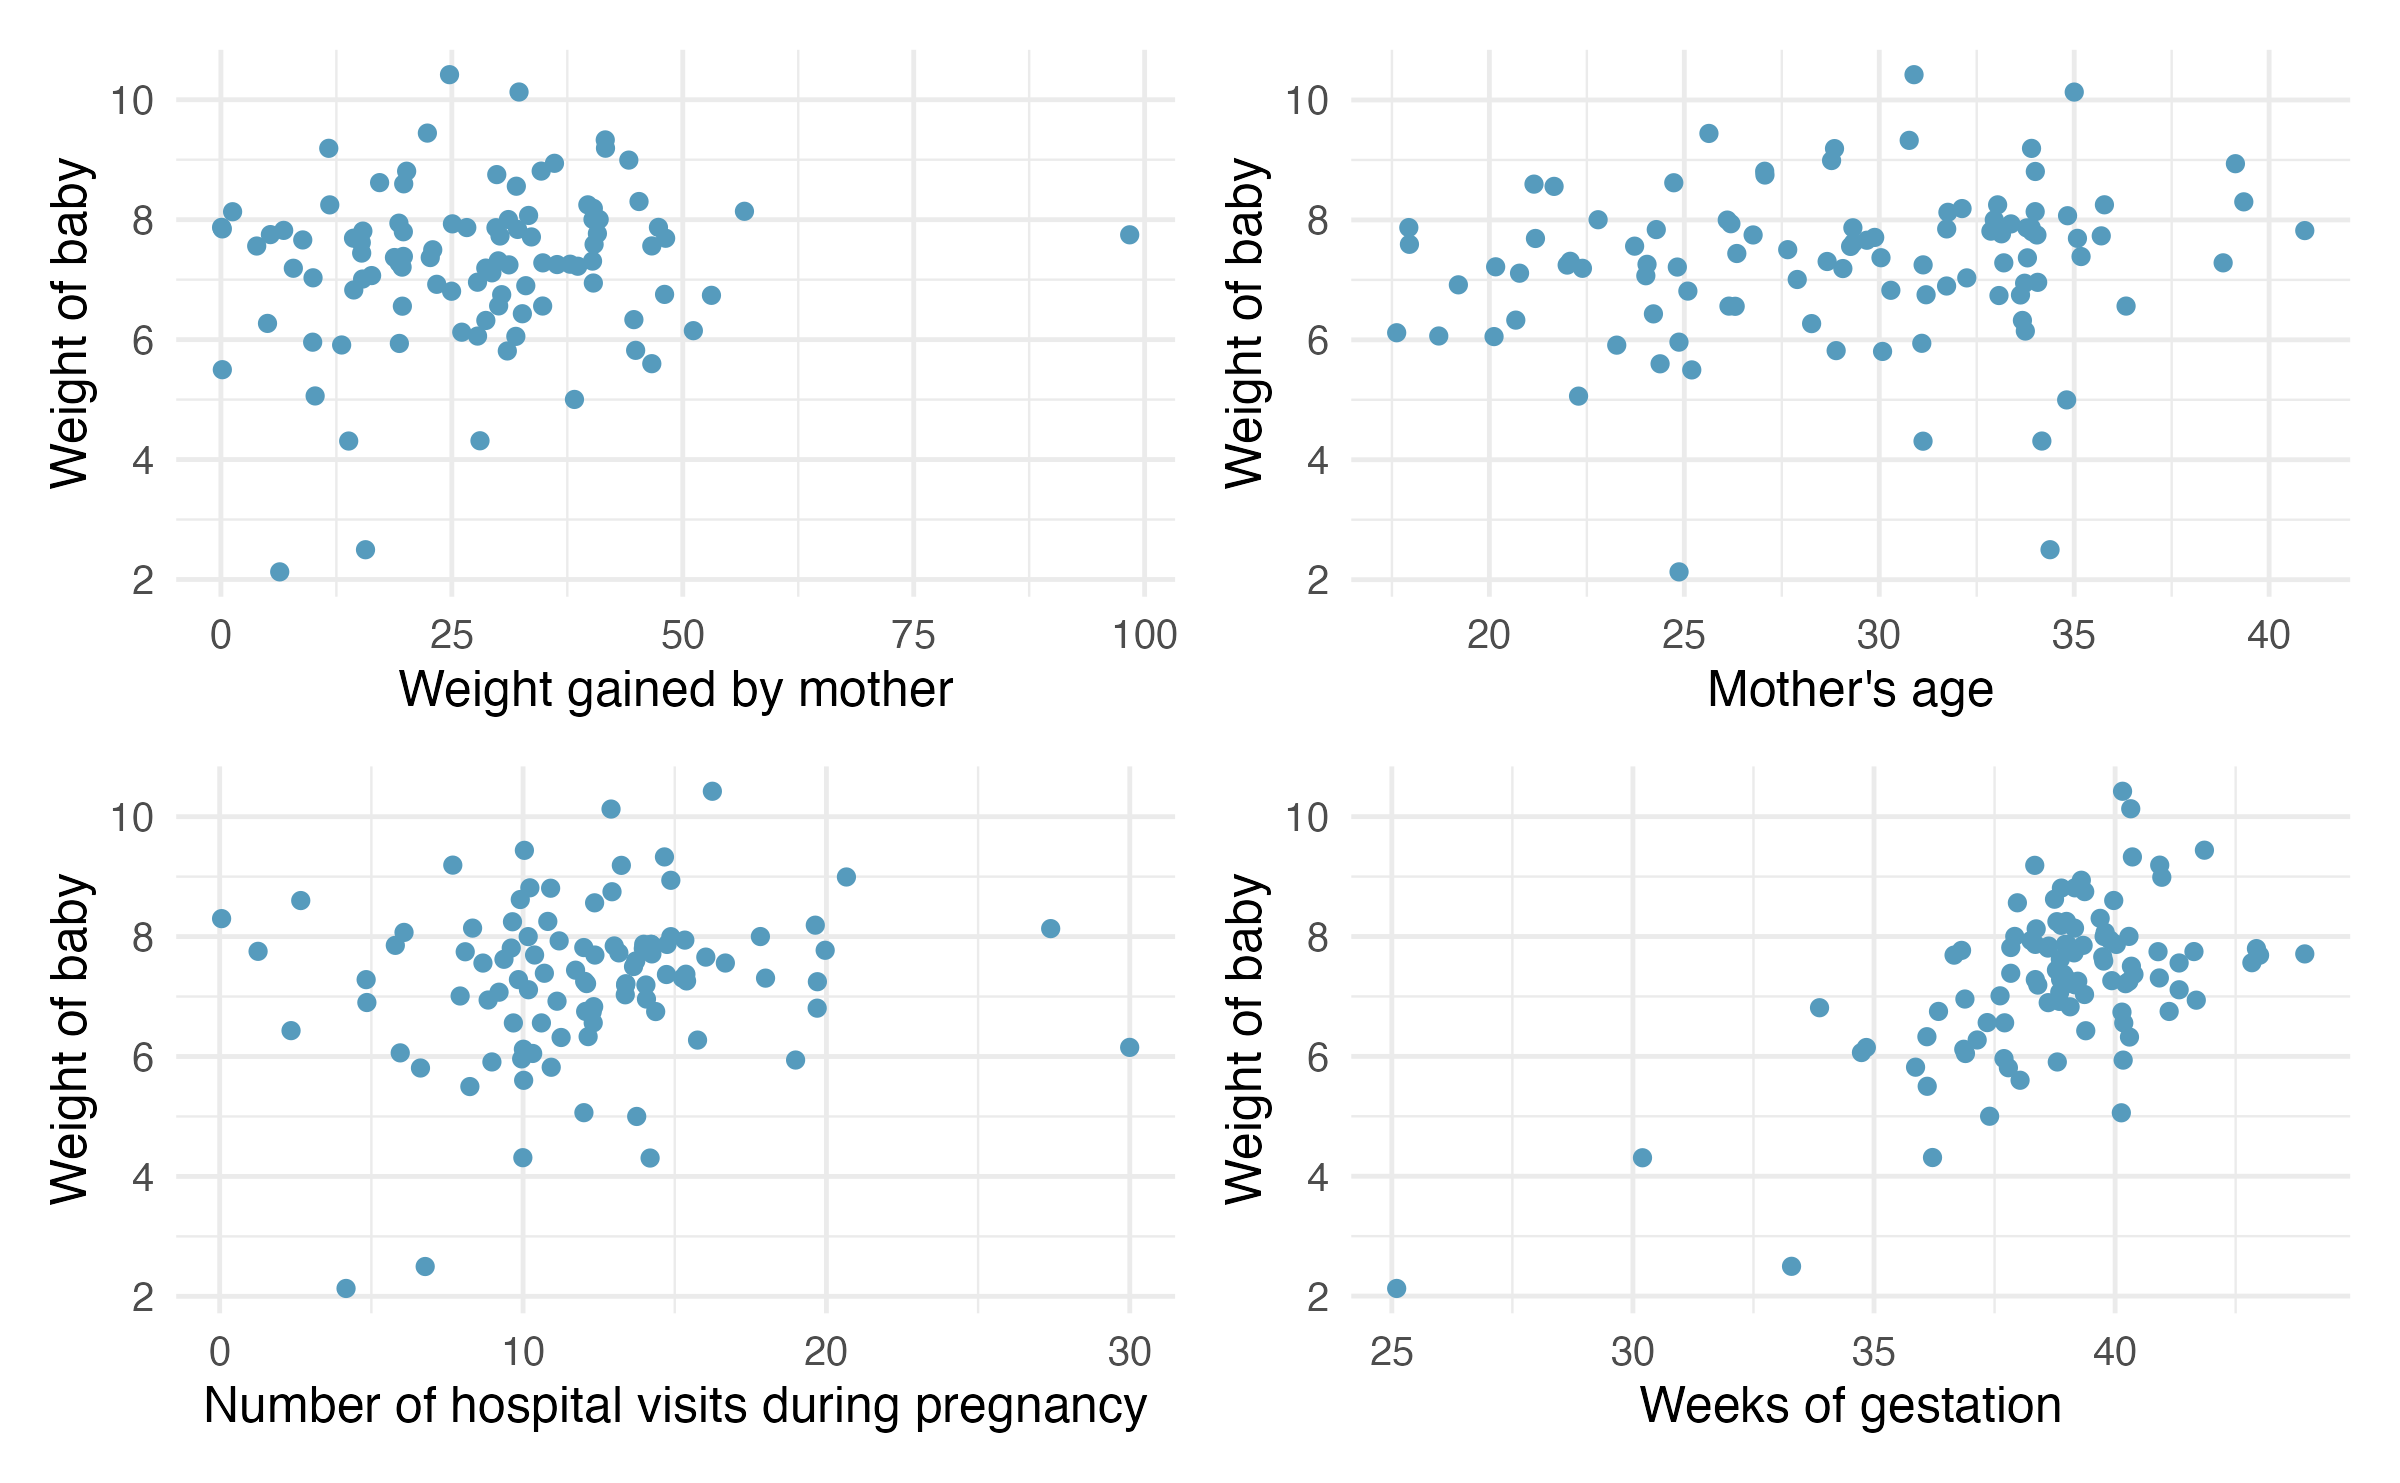 Weight of baby
10
8
6
4
2
0 25 50 75 100
Weight gained by mother
Weight of baby
10
8
6
4
2
20 25 30 35 40
Mother's age
Weight of baby
10
8
6
4
2
0 10 20 30
Number of hospital visits during pregnancy
Weight of baby
10
8
6
4
2
25 30 35 40
Weeks of gestation